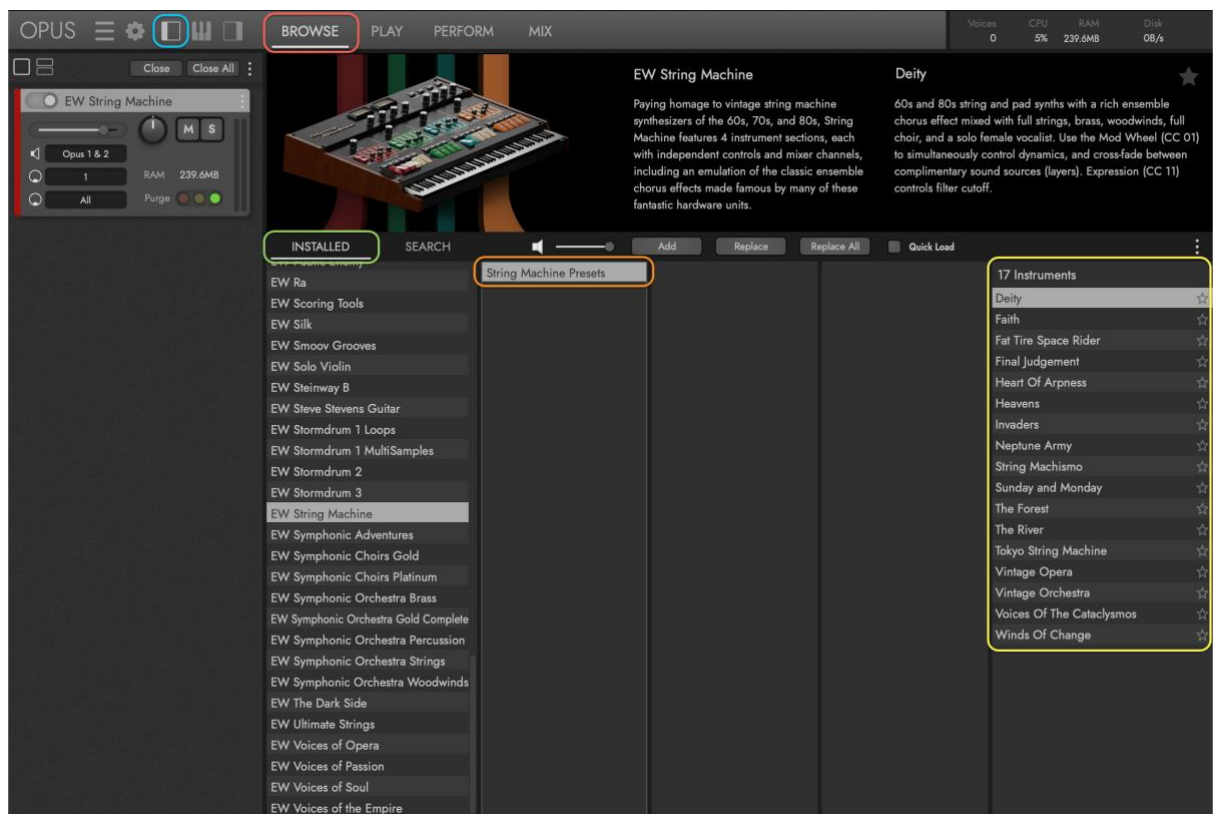 OPUS
BROWSE
PLAY
PERFORM
MIX
Voices CPU RAM Disk
0 5% 239.6MB 0B/s
Close
Close All
EW String Machine
M S
Opus 1 & 2
1
RAM 239.6MB
All
Purge
EW String Machine
Paying homage to vintage string machine
synthesizers of the 60s, 70s, and 80s, String
Machine features 4 instrument sections, each
with independent controls and mixer channels,
including an emulation of the classic ensemble
chorus effects made famous by many of these
fantastic hardware units.
Deity
60s and 80s string and pad synths with a rich ensemble
chorus effect mixed with full strings, brass, woodwinds, full
choir, and a solo female vocalist. Use the Mod Wheel (CC 01)
to simultaneously control dynamics, and cross-fade between
complimentary sound sources (layers). Expression (CC 11)
controls filter cutoff.
INSTALLED
SEARCH
Add
Replace
Replace All
Quick Load
EW Public Enemy
EW Ra
EW Scoring Tools
EW Silk
EW Smoov Grooves
EW Solo Violin
EW Steinway B
EW Steve Stevens Guitar
EW Stormdrum 1 Loops
EW Stormdrum 1 MultiSamples
EW Stormdrum 2
EW Stormdrum 3
EW String Machine
EW Symphonic Adventures
EW Symphonic Choirs Gold
EW Symphonic Choirs Platinum
EW Symphonic Orchestra Brass
EW Symphonic Orchestra Gold Complete
EW Symphonic Orchestra Percussion
EW Symphonic Orchestra Strings
EW Symphonic Orchestra Woodwinds
EW The Dark Side
EW Ultimate Strings
EW Voices of Opera
EW Voices of Passion
EW Voices of Soul
EW Voices of the Empire
String Machine Presets
17 Instruments
Deity
Faith
Fat Tire Space Rider
Final Judgement
Heart Of Arpness
Heavens
Invaders
Neptune Army
String Machismo
Sunday and Monday
The Forest
The River
Tokyo String Machine
Vintage Opera
Vintage Orchestra
Voices Of The Cataclysmos
Winds Of Change